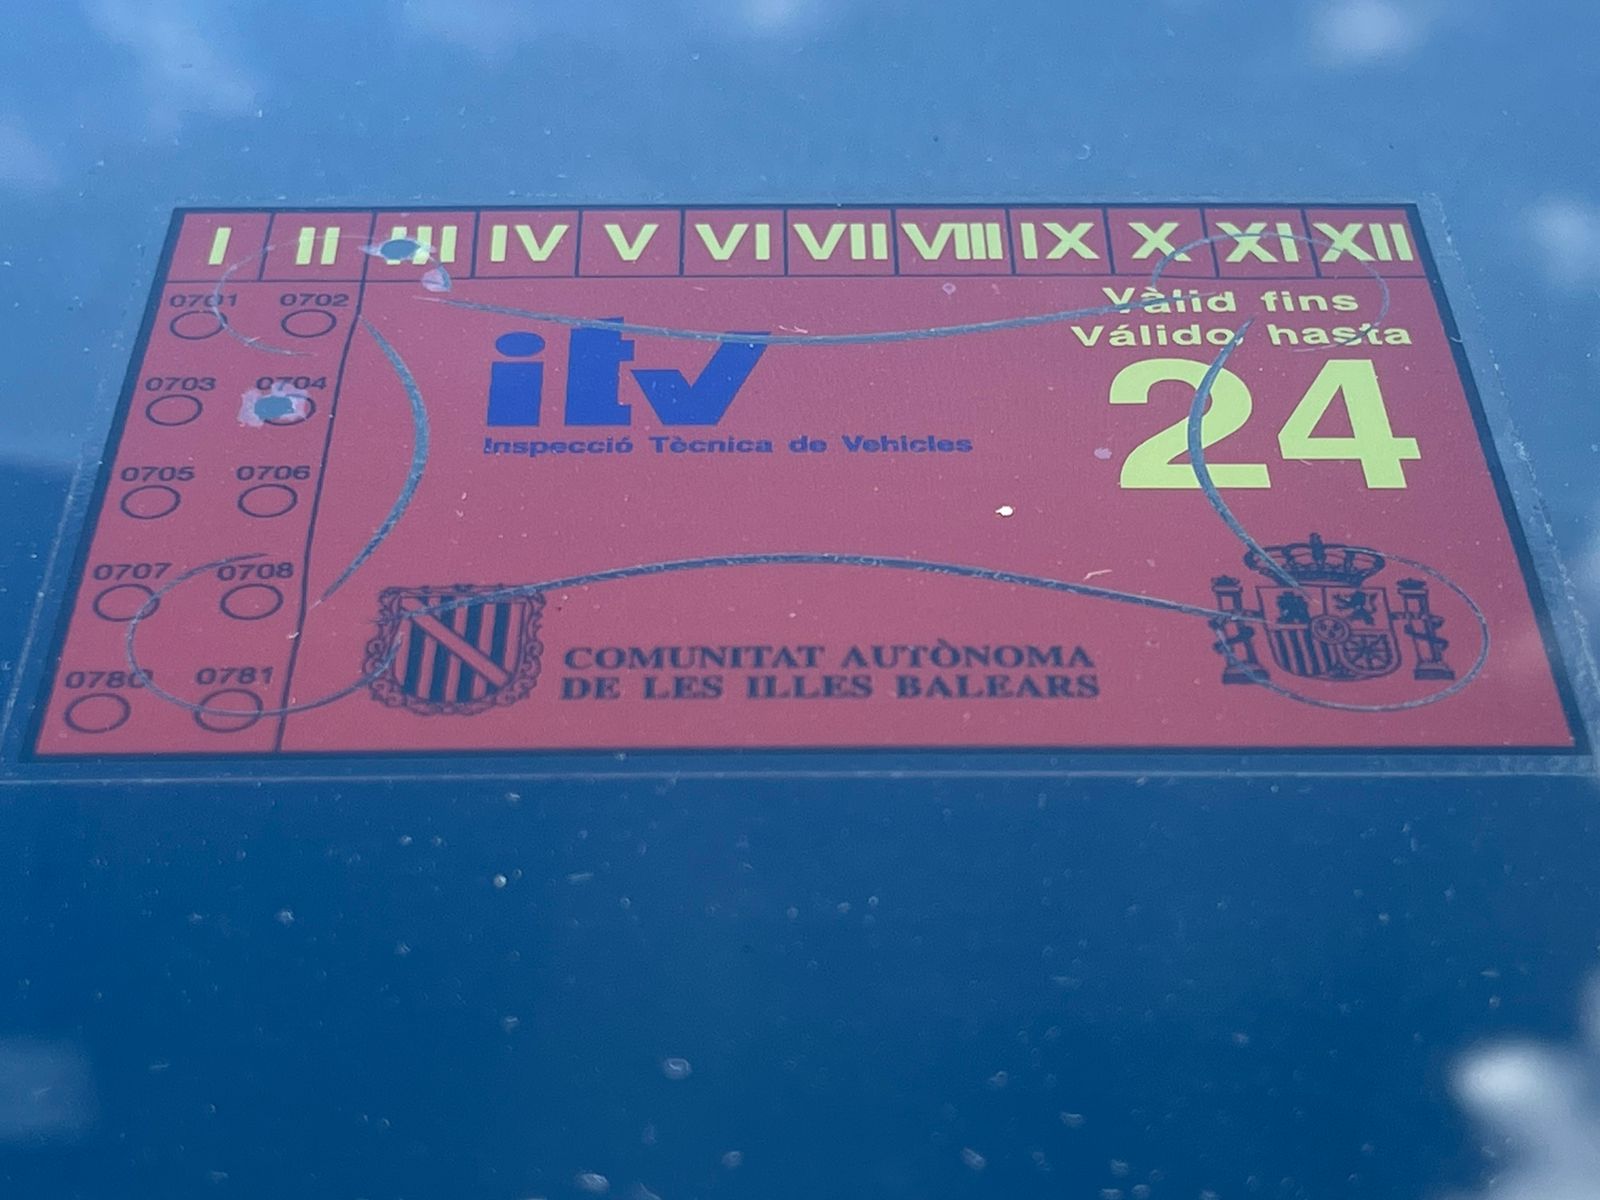 I II III IV V VI VII VIII IX X XI XII
0701 0702
0703 0704
0705 0706
0707 0708
0780 0781
itv
Inspecció Tècnica de Vehicles
Vàlid fins
Válido hasta
24
COMUNITAT AUTÒNOMA
DE LES ILLES BALEARS